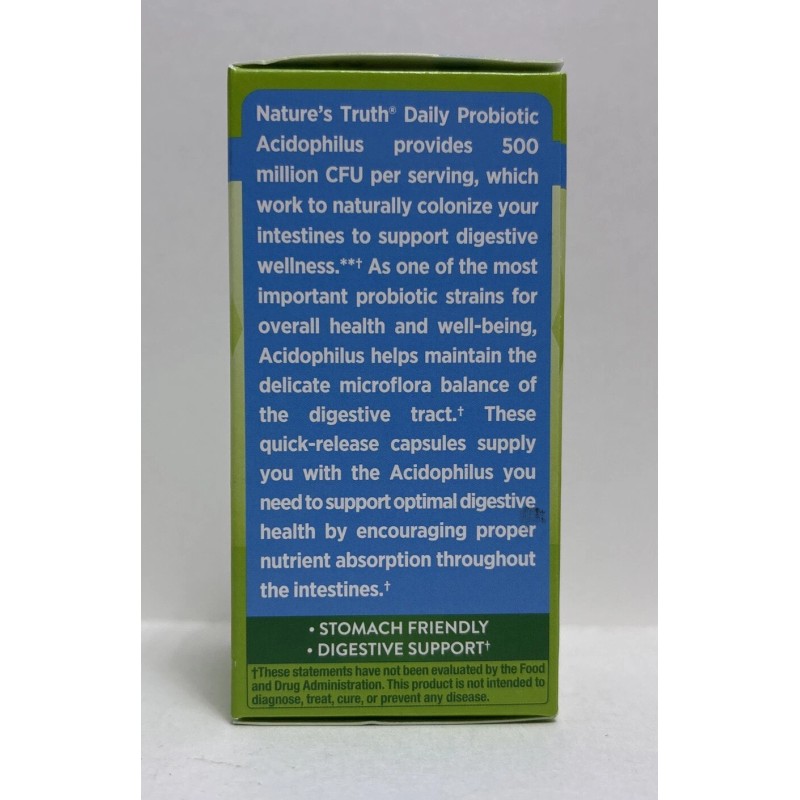 Nature's Truth® Daily Probiotic
Acidophilus provides 500
million CFU per serving, which
work to naturally colonize your
intestines to support digestive
wellness.**† As one of the most
important probiotic strains for
overall health and well-being,
Acidophilus helps maintain the
delicate microflora balance of
the digestive tract.† These
quick-release capsules supply
you with the Acidophilus you
need to support optimal digestive
health by encouraging proper
nutrient absorption throughout
the intestines.†
• STOMACH FRIENDLY
• DIGESTIVE SUPPORT†
†These statements have not been evaluated by the Food
and Drug Administration. This product is not intended to
diagnose, treat, cure, or prevent any disease.